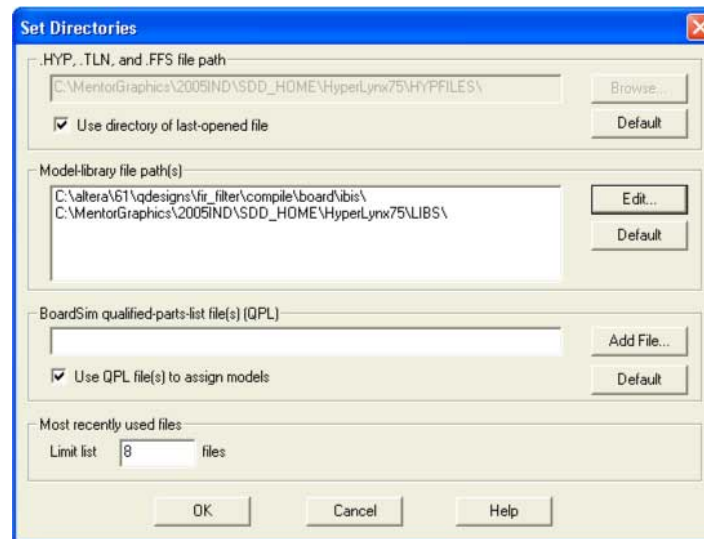 Set Directories
.HYP, .TLN, and .FFS file path
C:\MentorGraphics\2005IND\SDD_HOME\HyperLynx75\HYPFILES\
Browse...
Use directory of last-opened file
Default
Model-library file path(s)
C:\altera\61\qdesigns\fir_filter\compile\board\ibis\
Edit...
C:\MentorGraphics\2005IND\SDD_HOME\HyperLynx75\LIBS\
Default
BoardSim qualified-parts-list file(s) (QPL)
Add File...
Use QPL file(s) to assign models
Default
Most recently used files
Limit list 8 files
OK Cancel Help